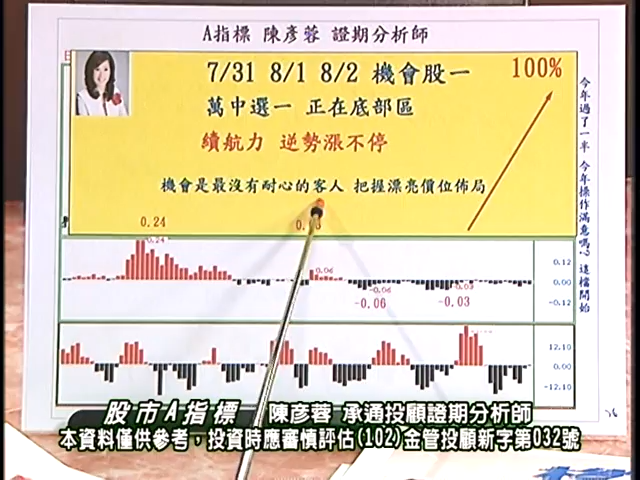 A指標 陳彥蓉 證期分析師
7/31 8/1 8/2 機會股一
100%
萬中選一 正在底部區
續航力 逆勢漲不停
機會是最沒有耐心的客人 把握漂亮價位佈局
今年過了一半 今年操作滿意嗎 這檔開始
0.24
0.24
0.06
-0.06
-0.06
-0.03
-0.03
0.12
0.00
-0.12
12.10
0.00
-12.10
股市A指標 陳彥蓉 承通投顧證期分析師
本資料僅供參考，投資時應審慎評估(102)金管投顧新字第032號